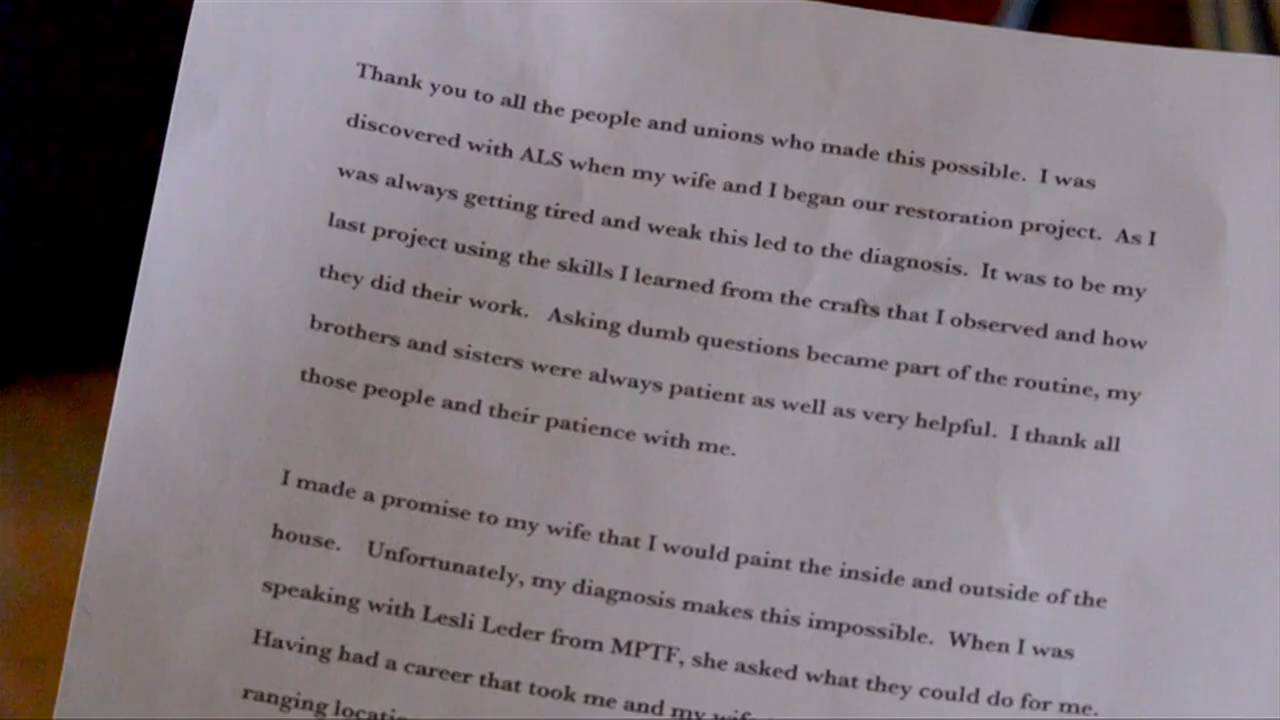 Thank you to all the people and unions who made this possible.  I was
discovered with ALS when my wife and I began our restoration project.  As I
was always getting tired and weak this led to the diagnosis.  It was to be my
last project using the skills I learned from the crafts that I observed and how
they did their work.   Asking dumb questions became part of the routine, my
brothers and sisters were always patient as well as very helpful.  I thank all
those people and their patience with me.
I made a promise to my wife that I would paint the inside and outside of the
house.   Unfortunately, my diagnosis makes this impossible.  When I was
speaking with Lesli Leder from MPTF, she asked what they could do for me.
Having had a career that took me and my wife
ranging